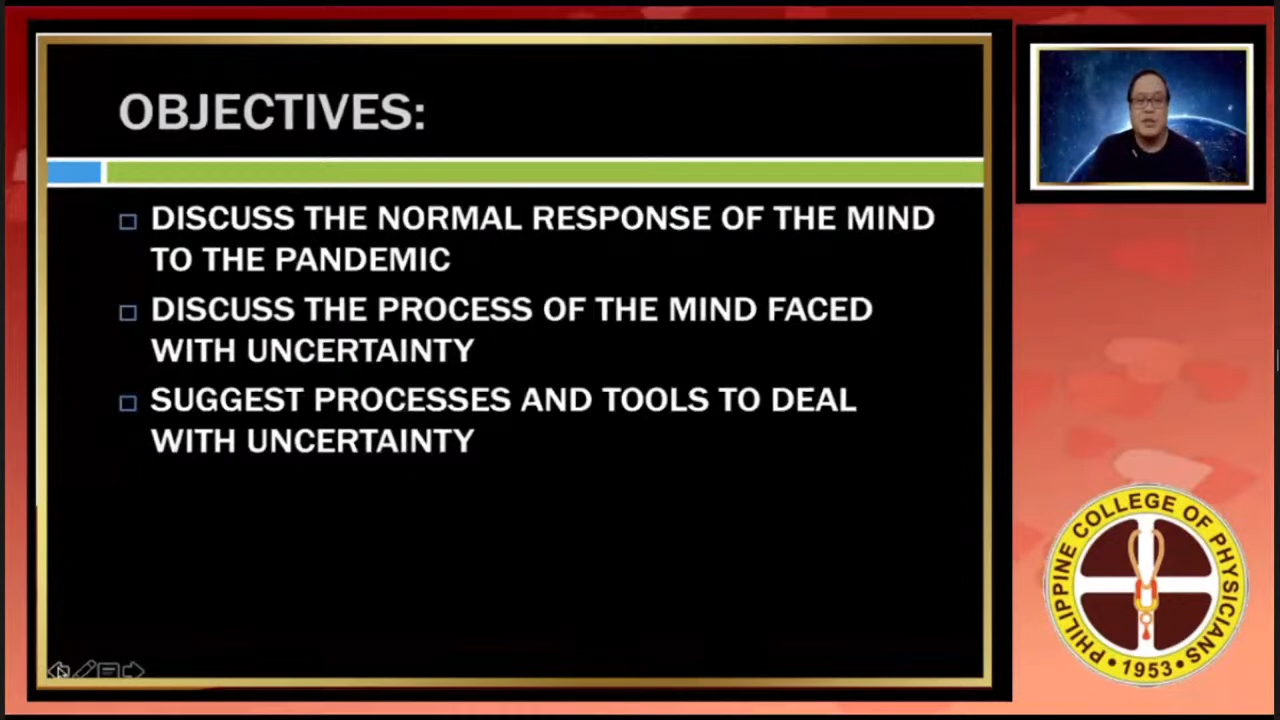 OBJECTIVES:
DISCUSS THE NORMAL RESPONSE OF THE MIND
TO THE PANDEMIC
DISCUSS THE PROCESS OF THE MIND FACED
WITH UNCERTAINTY
SUGGEST PROCESSES AND TOOLS TO DEAL
WITH UNCERTAINTY
PHILIPPINE COLLEGE OF PHYSICIANS
• 1953 •